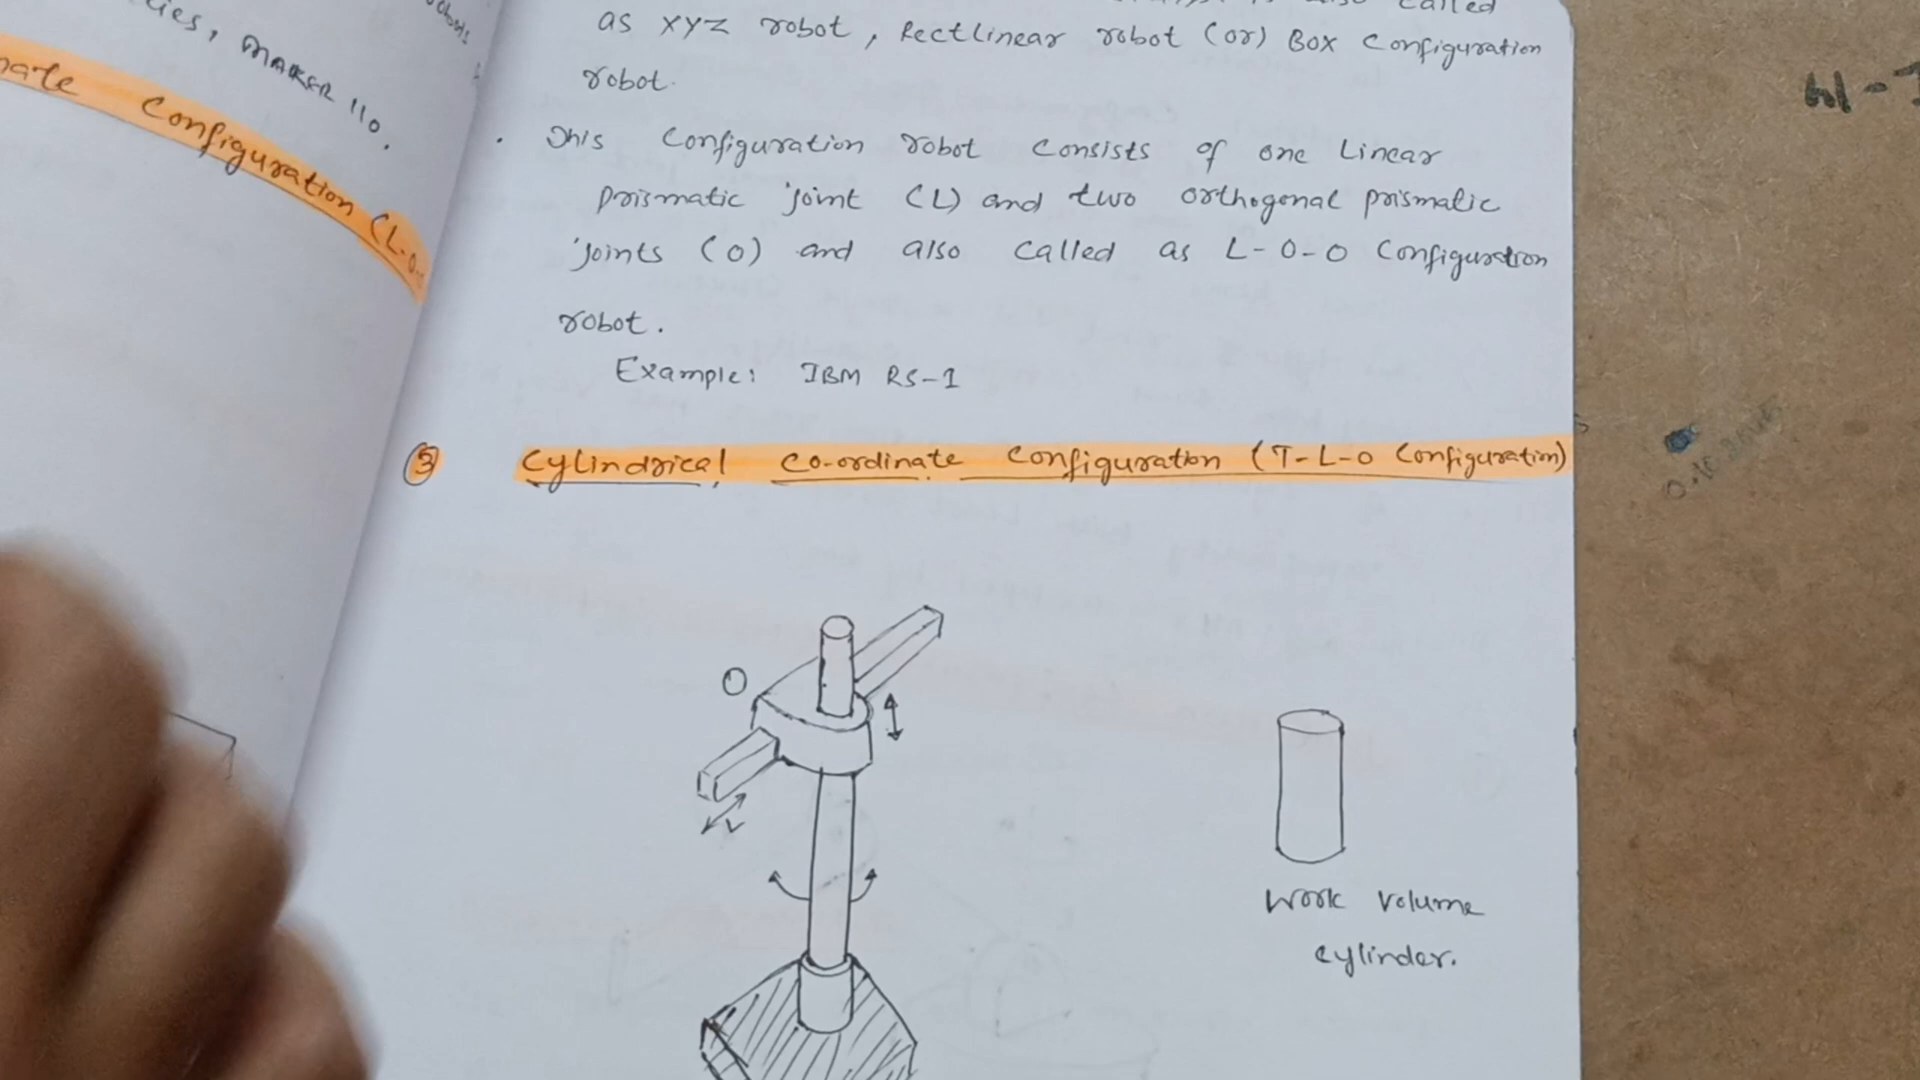 MAKER 110.
Configuration (L-O-
called
as XYZ robot, Rectlinear robot (or) Box Configuration
robot.
. This Configuration robot consists of one Linear
prismatic joint (L) and two orthogonal prismatic
joints (O) and also called as L-O-O Configuration
robot.
Example: IBM RS-1
③ Cylindrical Co-ordinate Configuration (T-L-O Configuration)
O
L
Work Volume
cylinder.